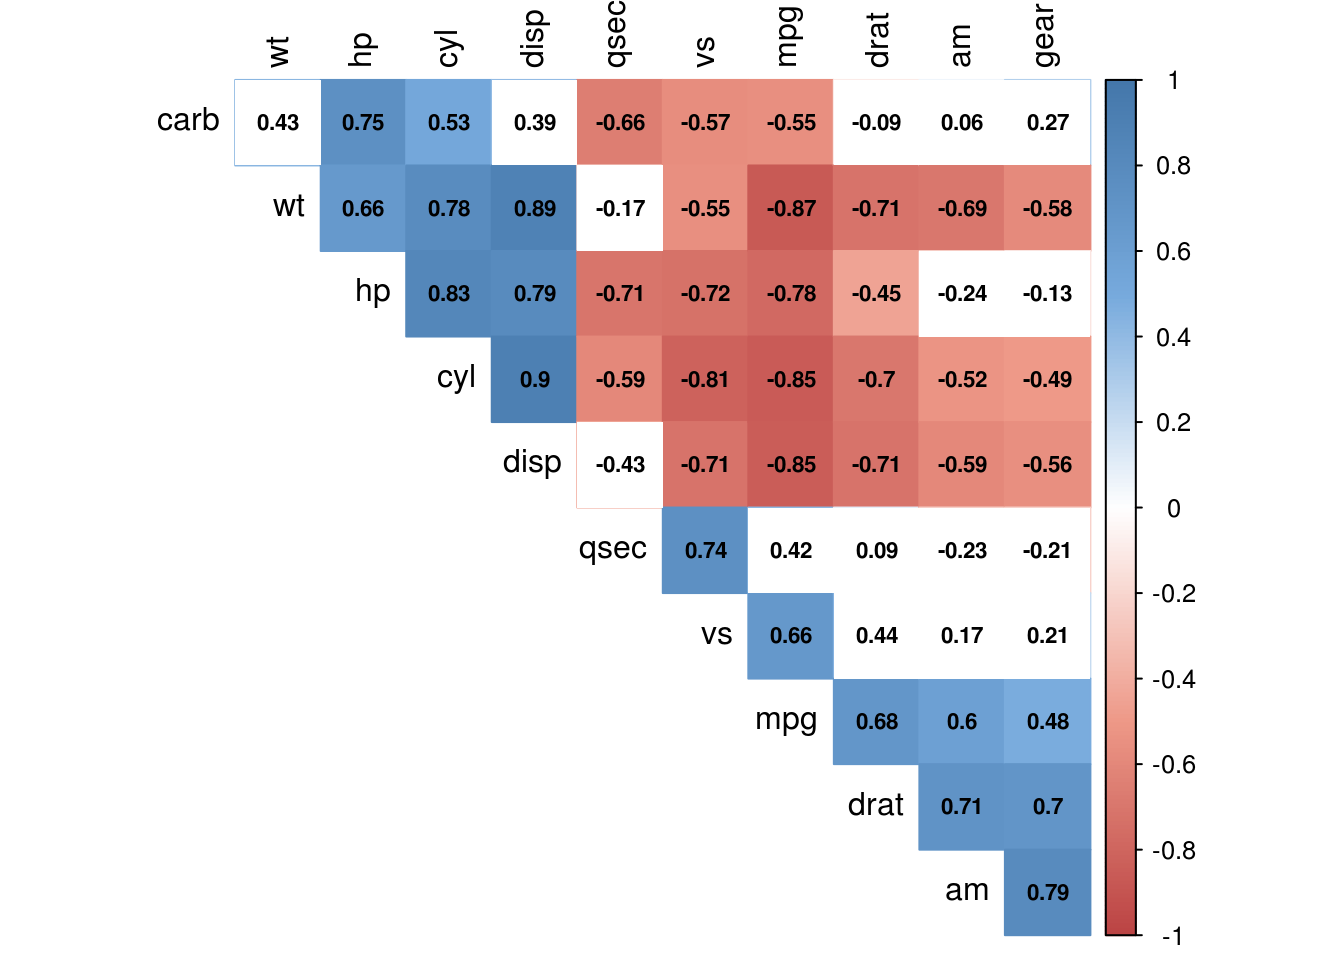 wt hp cyl disp qsec vs mpg drat am gear
carb 0.43 0.75 0.53 0.39 -0.66 -0.57 -0.55 -0.09 0.06 0.27
wt 0.66 0.78 0.89 -0.17 -0.55 -0.87 -0.71 -0.69 -0.58
hp 0.83 0.79 -0.71 -0.72 -0.78 -0.45 -0.24 -0.13
cyl 0.9 -0.59 -0.81 -0.85 -0.7 -0.52 -0.49
disp -0.43 -0.71 -0.85 -0.71 -0.59 -0.56
qsec 0.74 0.42 0.09 -0.23 -0.21
vs 0.66 0.44 0.17 0.21
mpg 0.68 0.6 0.48
drat 0.71 0.7
am 0.79
1
0.8
0.6
0.4
0.2
0
-0.2
-0.4
-0.6
-0.8
-1